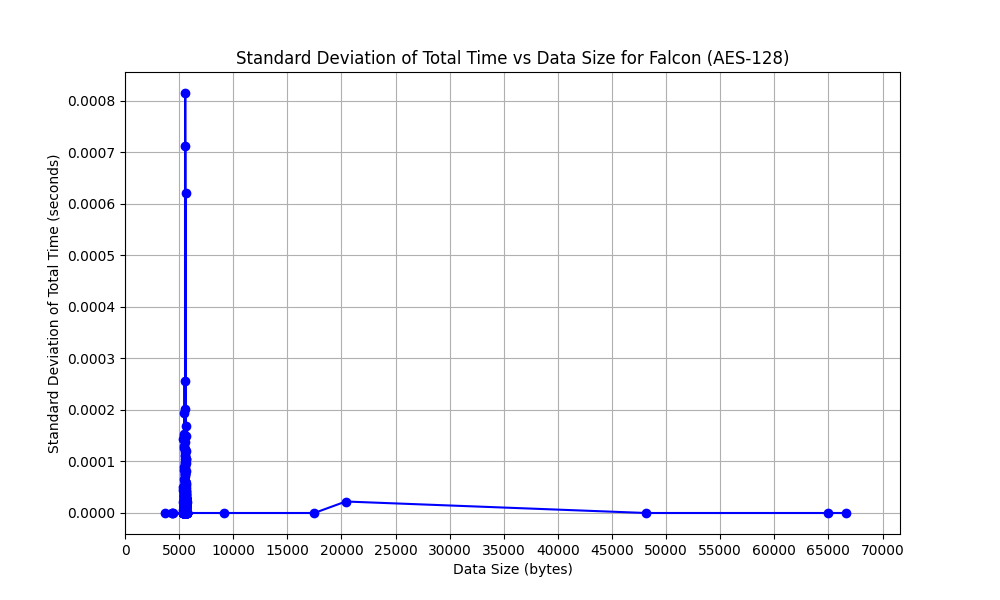 Standard Deviation of Total Time vs Data Size for Falcon (AES-128)
Standard Deviation of Total Time (seconds)
0.0008
0.0007
0.0006
0.0005
0.0004
0.0003
0.0002
0.0001
0.0000
0 5000 10000 15000 20000 25000 30000 35000 40000 45000 50000 55000 60000 65000 70000
Data Size (bytes)